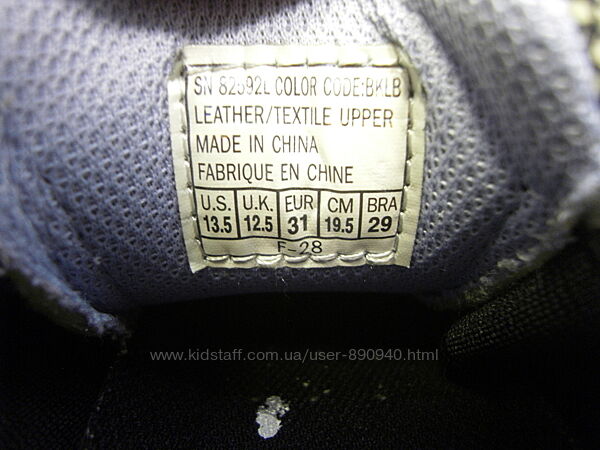 SN 82692L COLOR CODE:BKLB
LEATHER/TEXTILE UPPER
MADE IN CHINA
FABRIQUE EN CHINE
U.S. U.K. EUR CM BRA
13.5 12.5 31 19.5 29
F-28
www.kidstaff.com.ua/user-890940.html